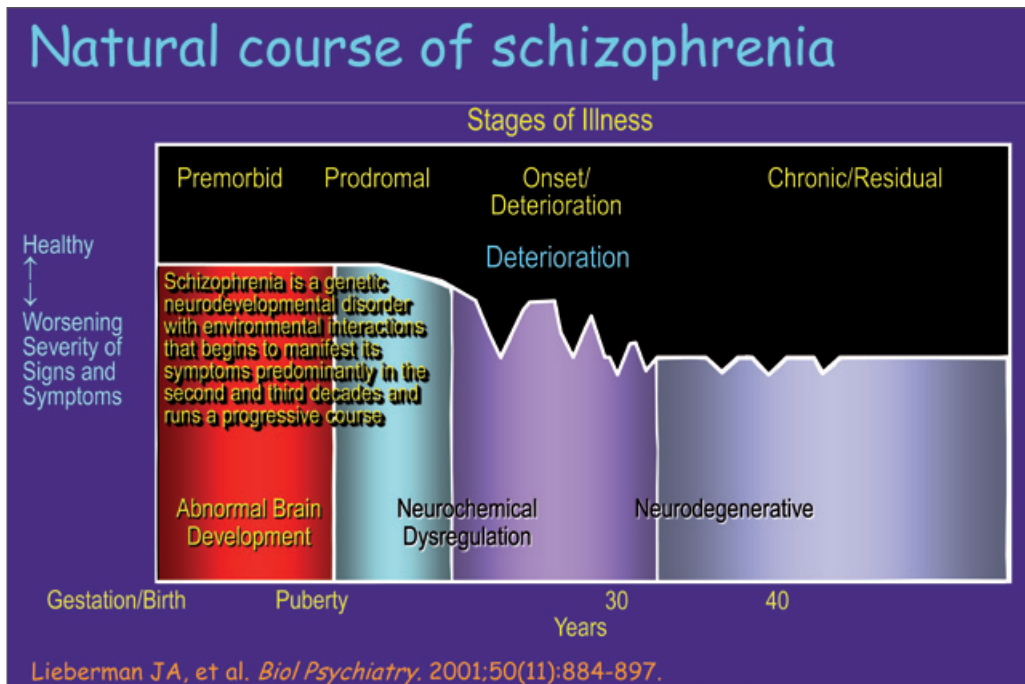 Natural course of schizophrenia
Stages of Illness
Premorbid
Prodromal
Onset/
Deterioration
Chronic/Residual
Deterioration
Healthy
↑
↓
Worsening
Severity of
Signs and
Symptoms
Schizophrenia is a genetic
neurodevelopmental disorder
with environmental interactions
that begins to manifest its
symptoms predominantly in the
second and third decades and
runs a progressive course
Abnormal Brain
Development
Neurochemical
Dysregulation
Neurodegenerative
Gestation/Birth
Puberty
30
40
Years
Lieberman JA, et al. Biol Psychiatry. 2001;50(11):884-897.